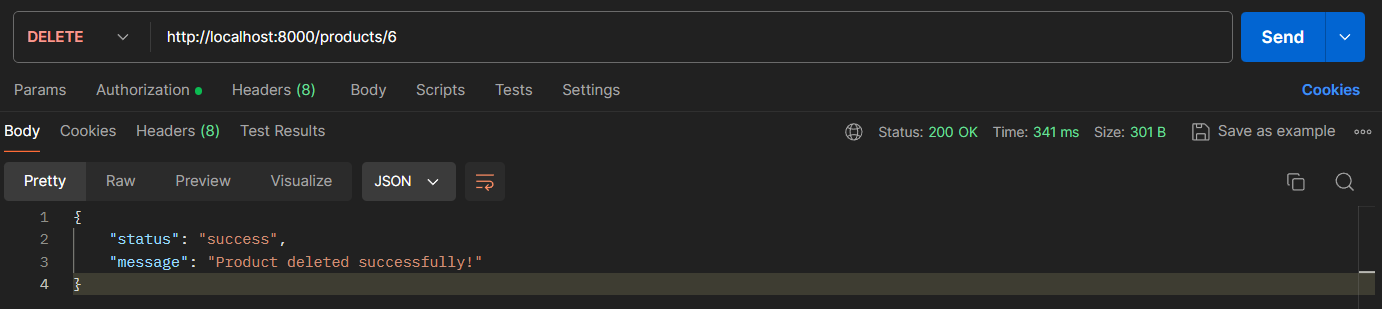 DELETE http://localhost:8000/products/6 Send
Params Authorization Headers (8) Body Scripts Tests Settings Cookies
Body Cookies Headers (8) Test Results Status: 200 OK Time: 341 ms Size: 301 B Save as example
Pretty Raw Preview Visualize JSON
1 {
2 "status": "success",
3 "message": "Product deleted successfully!"
4 }